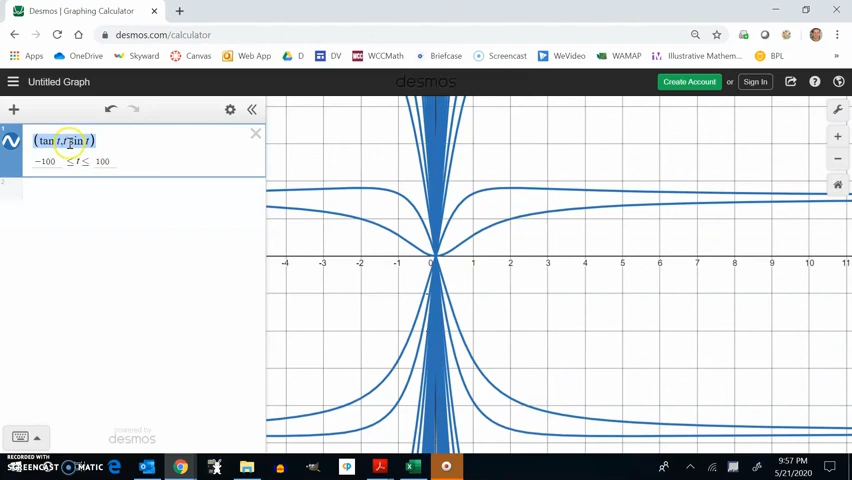 Desmos | Graphing Calculator
desmos.com/calculator
Apps OneDrive Skyward Canvas Web App D DV WCCMath Briefcase Screencast WeVideo WAMAP Illustrative Mathem... BPL
Untitled Graph desmos Create Account or Sign In
1
(tan t, t sin t)
-100 ≤ t ≤ 100
2
-4 -3 -2 -1 0 1 2 3 4 5 6 7 8 9 10 11
powered by
desmos
RECORDED WITH
SCREENCAST MATIC
9:57 PM
5/21/2020